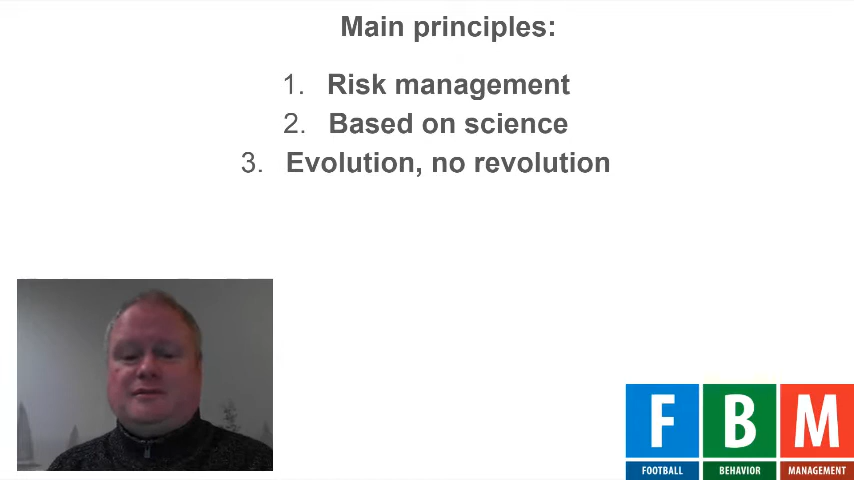 Main principles:
1. Risk management
2. Based on science
3. Evolution, no revolution
F B M
FOOTBALL BEHAVIOR MANAGEMENT